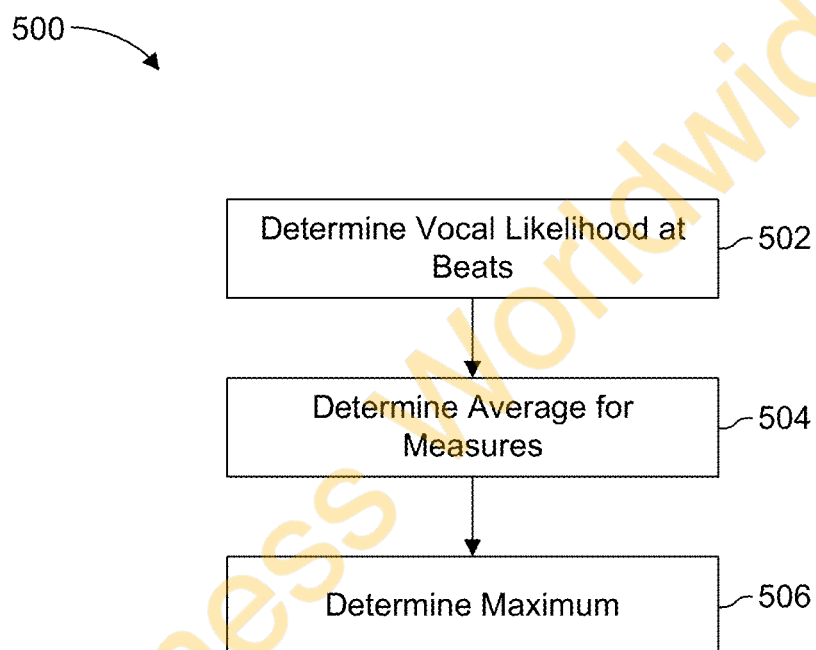 500
Determine Vocal Likelihood at
Beats
502
Determine Average for
Measures
504
Determine Maximum
506